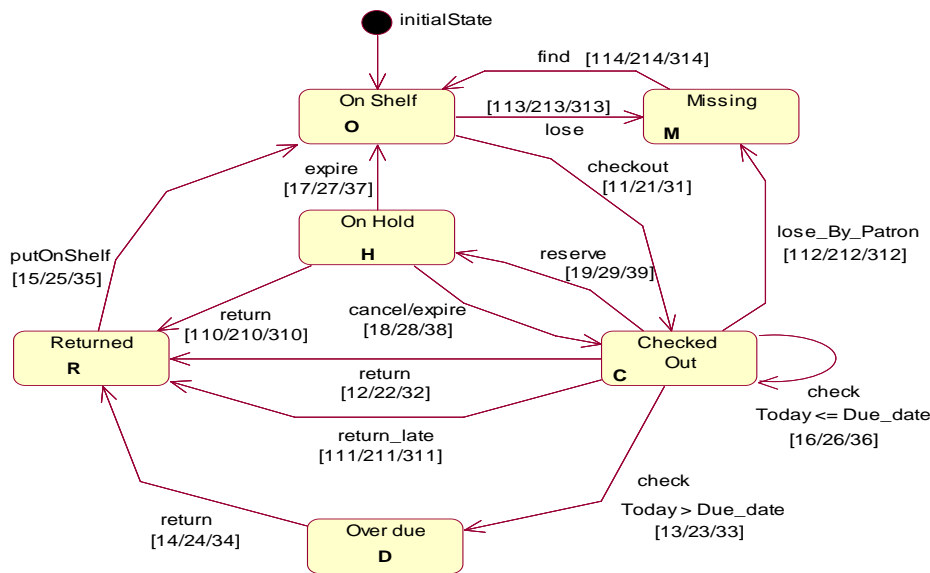 initialState
find [114/214/314]
On Shelf
O
[113/213/313]
lose
Missing
M
expire
[17/27/37]
checkout
[11/21/31]
On Hold
H
putOnShelf
[15/25/35]
reserve
[19/29/39]
lose_By_Patron
[112/212/312]
return
[110/210/310]
cancel/expire
[18/28/38]
Returned
R
Checked
Out
C
return
[12/22/32]
check
Today <= Due_date
[16/26/36]
return_late
[111/211/311]
check
Today > Due_date
[13/23/33]
return
[14/24/34]
Over due
D